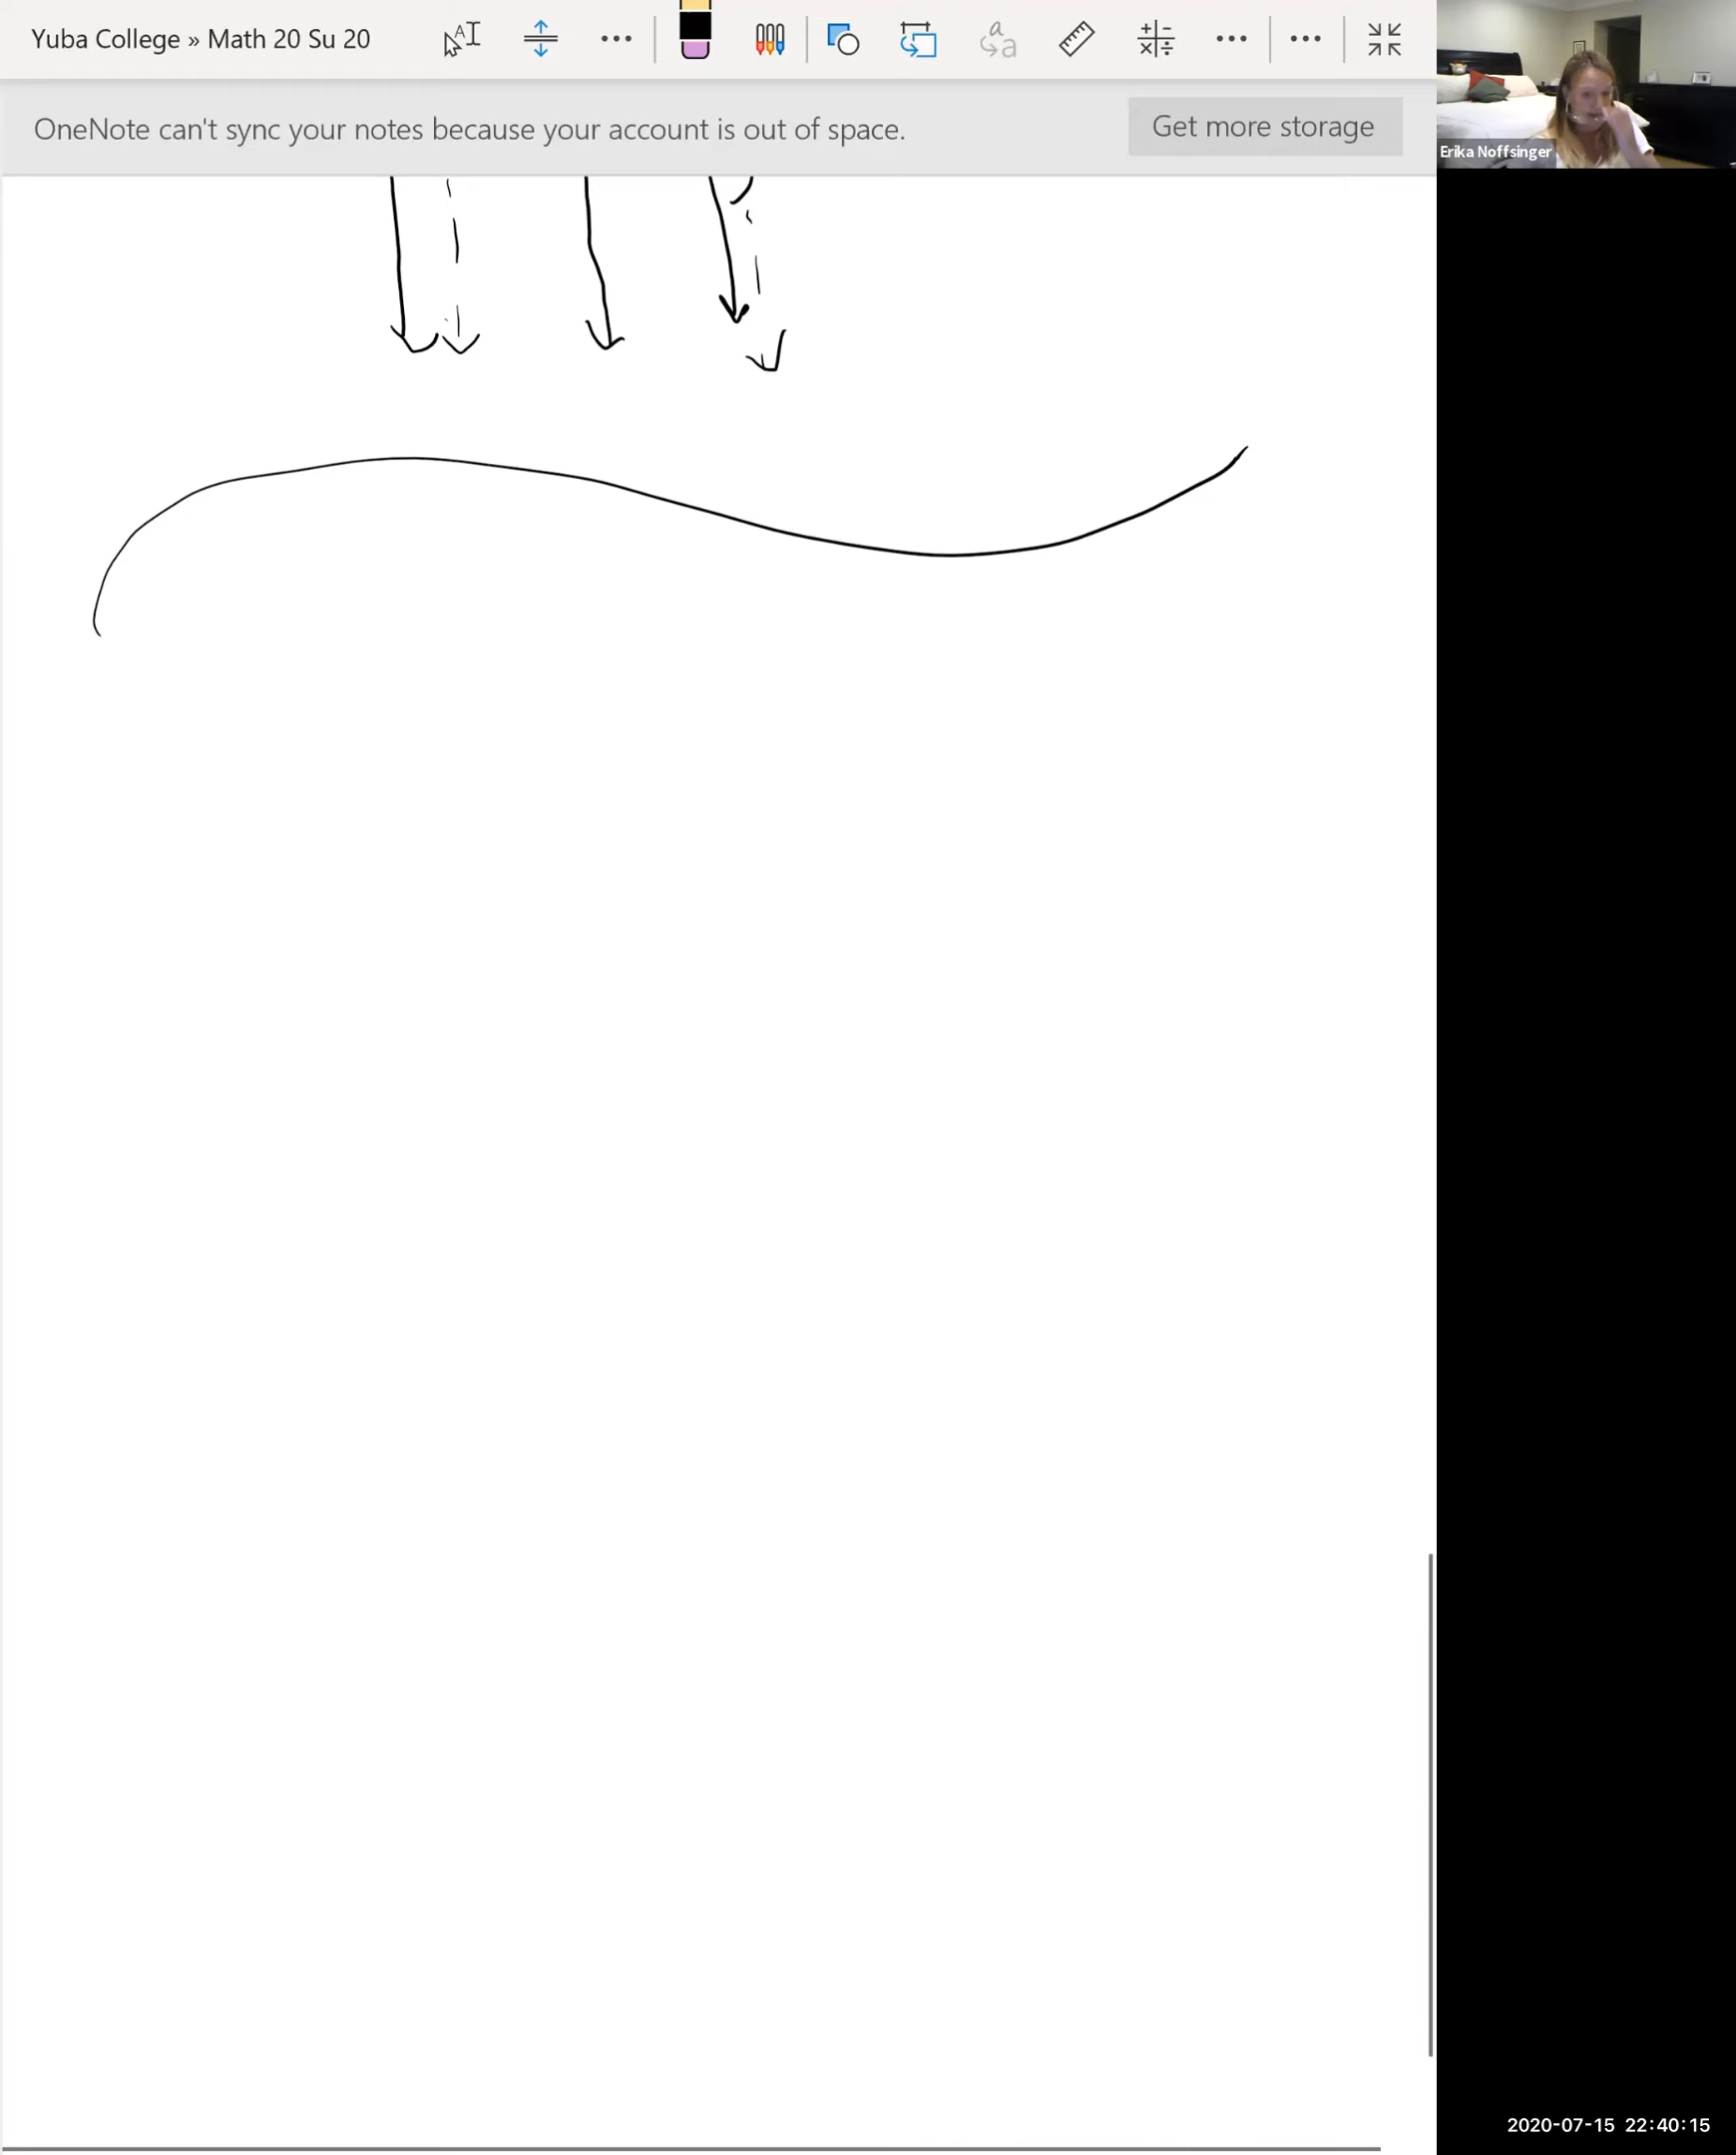 Yuba College » Math 20 Su 20
OneNote can't sync your notes because your account is out of space.
Get more storage
Erika Noffsinger
2020-07-15 22:40:15